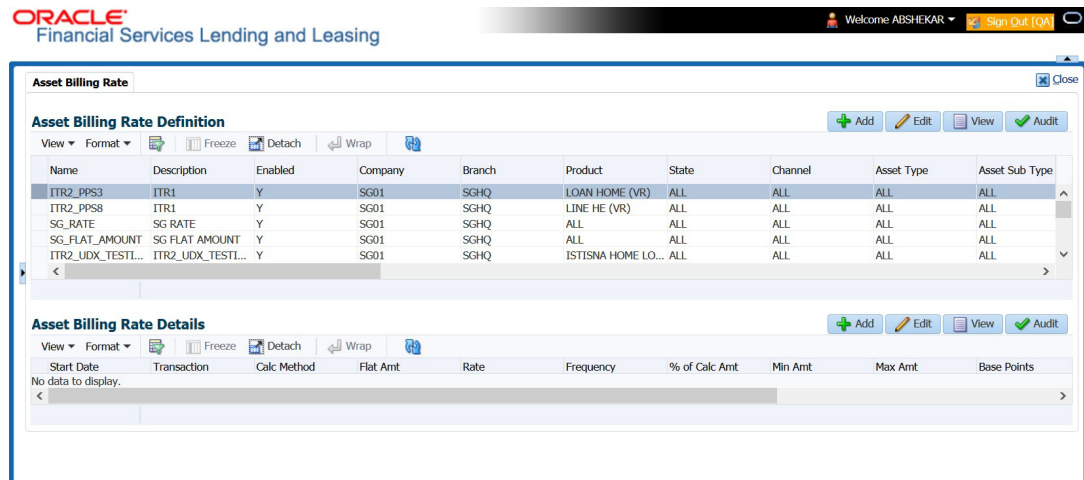 ORACLE
Welcome ABSHEKAR
Sign Out [QA]
Financial Services Lending and Leasing
Asset Billing Rate
Close
Asset Billing Rate Definition
Add Edit View Audit
View Format Freeze Detach Wrap
Name Description Enabled Company Branch Product State Channel Asset Type Asset Sub Type
ITR2_PPS3 ITR1 Y SG01 SGHQ LOAN HOME (VR) ALL ALL ALL ALL
ITR2_PPS8 ITR1 Y SG01 SGHQ LINE HE (VR) ALL ALL ALL ALL
SG_RATE SG RATE Y SG01 SGHQ ALL ALL ALL ALL ALL
SG_FLAT_AMOUNT SG FLAT AMOUNT Y SG01 SGHQ ALL ALL ALL ALL ALL
ITR2_UDX_TESTI... ITR2_UDX_TESTI... Y SG01 SGHQ ISTISNA HOME LO... ALL ALL ALL ALL
Asset Billing Rate Details
Add Edit View Audit
View Format Freeze Detach Wrap
Start Date Transaction Calc Method Flat Amt Rate Frequency % of Calc Amt Min Amt Max Amt Base Points
No data to display.